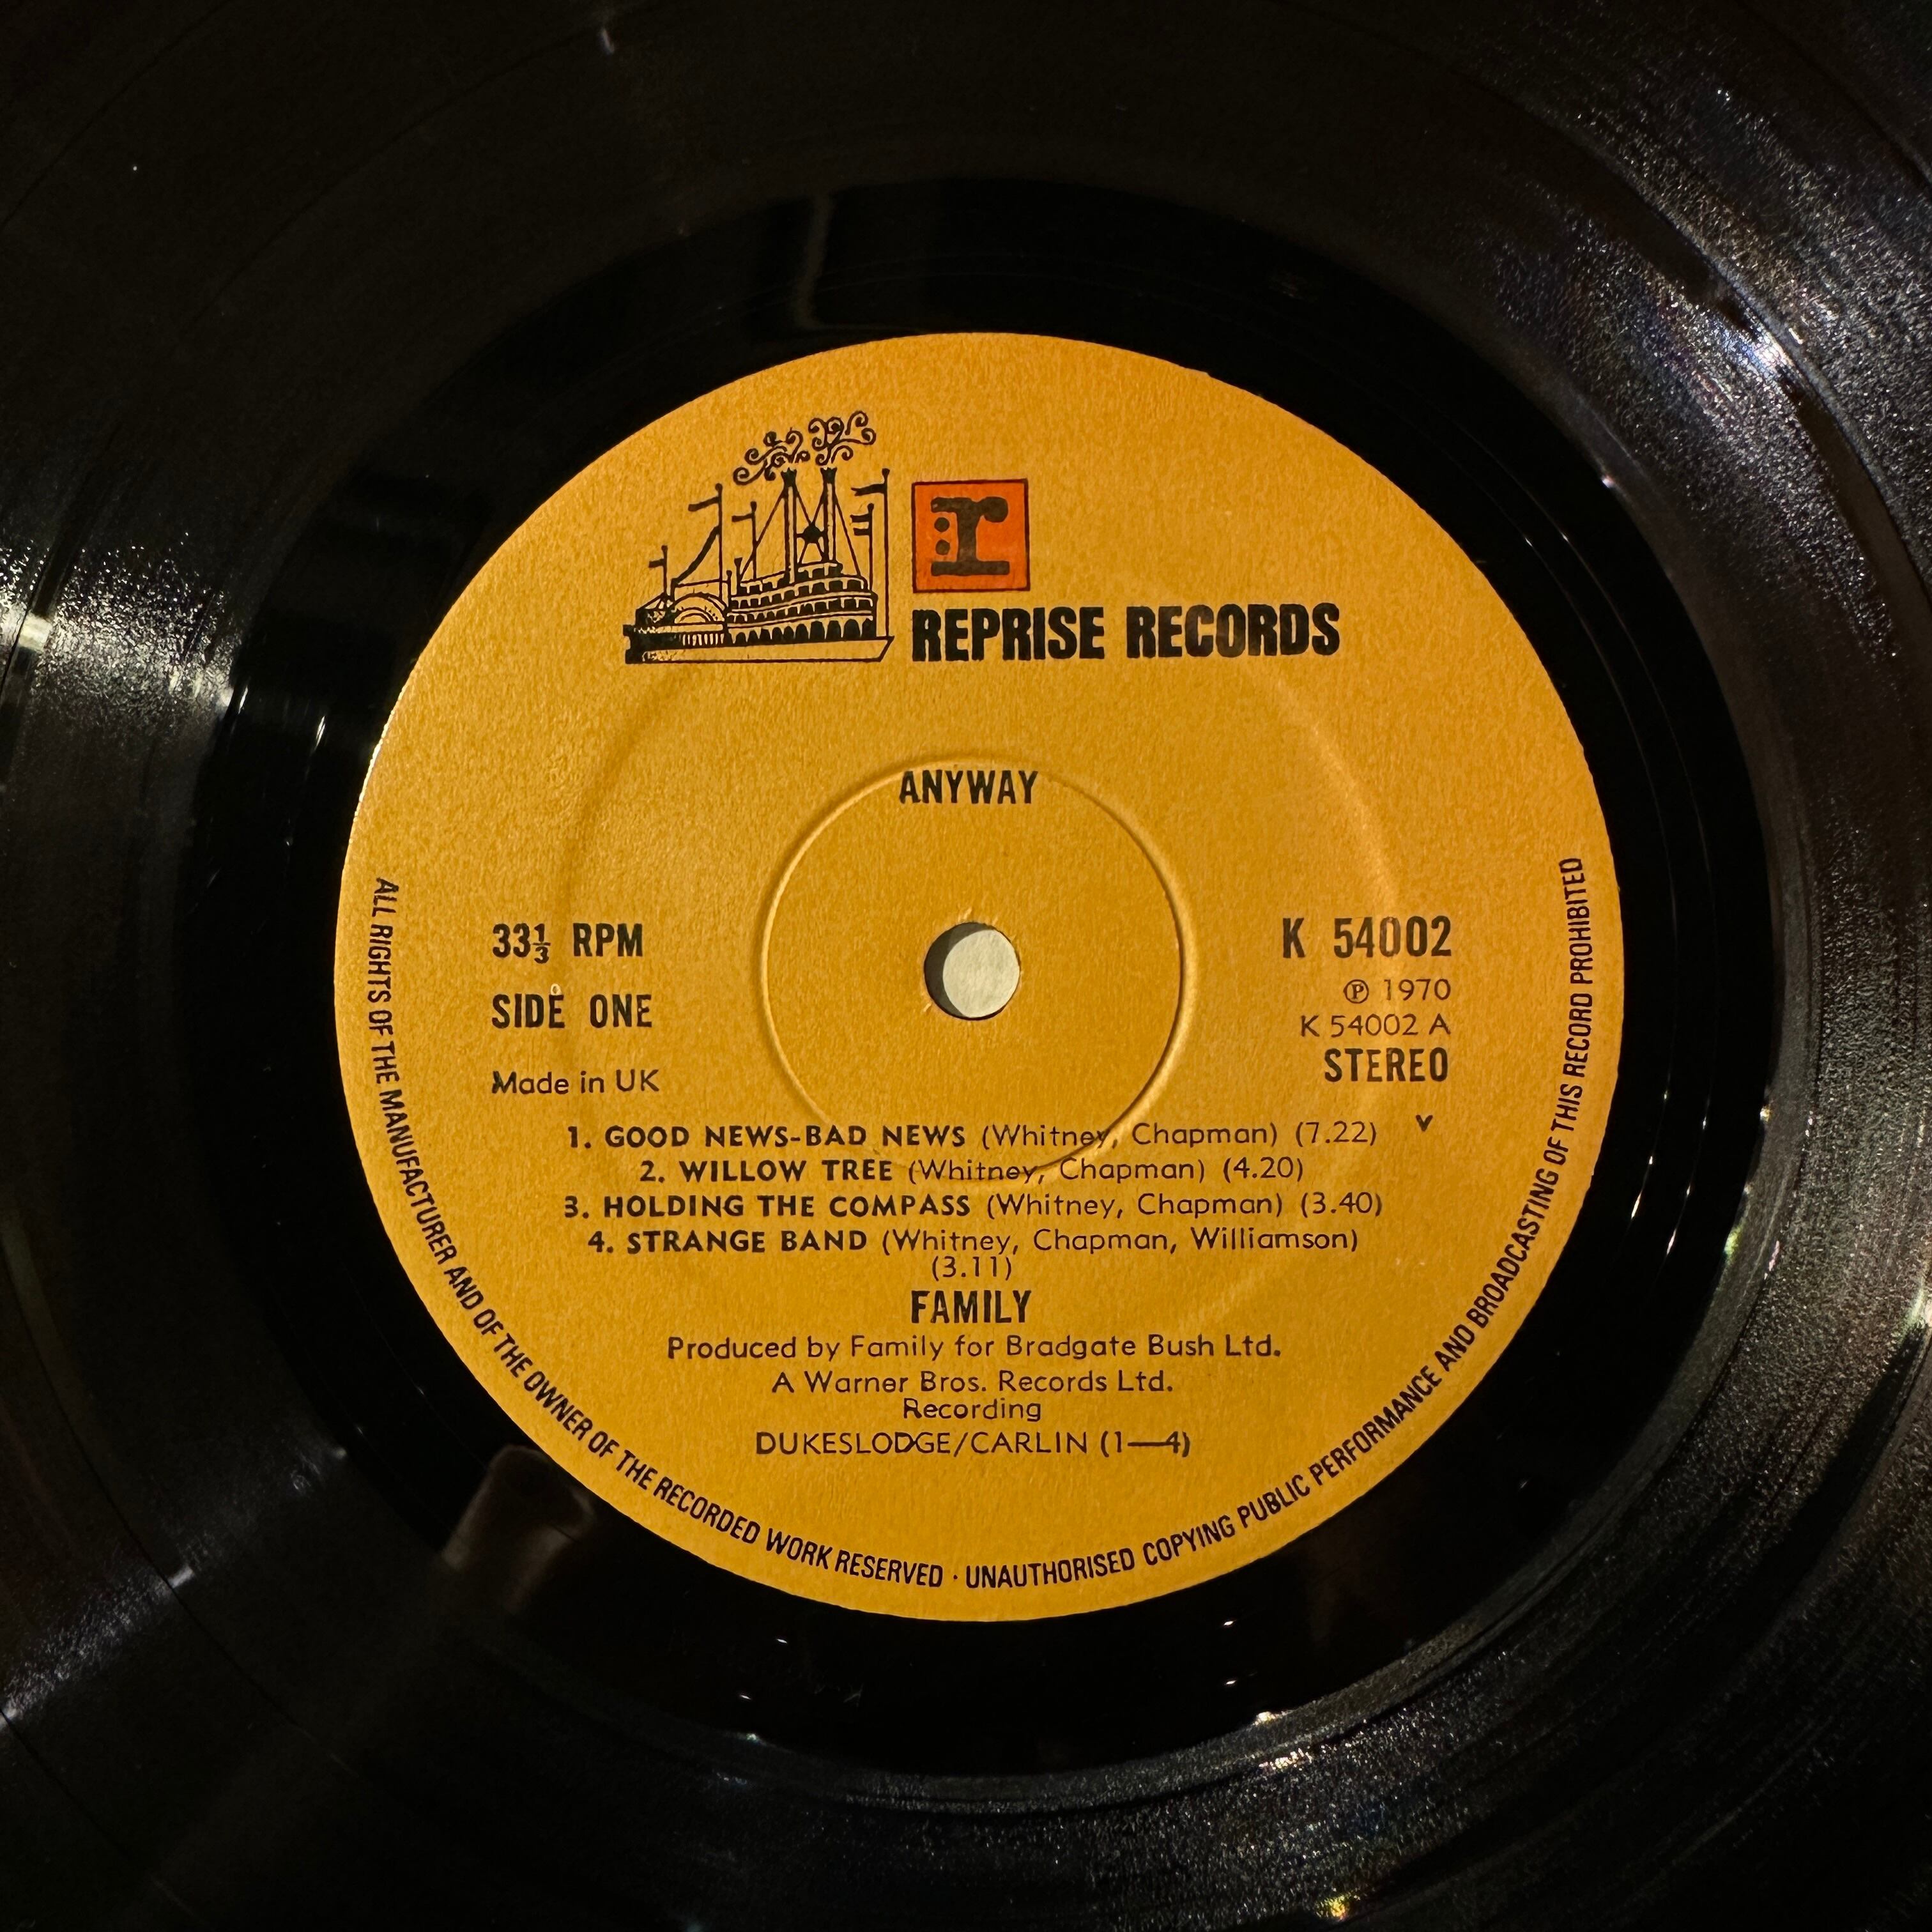 r
REPRISE RECORDS
ANYWAY
33⅓ RPM
SIDE ONE
Made in UK
K 54002
℗ 1970
K 54002 A
STEREO
V
1. GOOD NEWS-BAD NEWS (Whitney, Chapman) (7.22)
2. WILLOW TREE (Whitney, Chapman) (4.20)
3. HOLDING THE COMPASS (Whitney, Chapman) (3.40)
4. STRANGE BAND (Whitney, Chapman, Williamson)
(3.11)
FAMILY
Produced by Family for Bradgate Bush Ltd.
A Warner Bros. Records Ltd.
Recording
DUKESLODGE/CARLIN (1—4)
ALL RIGHTS OF THE MANUFACTURER AND OF THE OWNER OF THE RECORDED WORK RESERVED · UNAUTHORISED COPYING PUBLIC PERFORMANCE AND BROADCASTING OF THIS RECORD PROHIBITED